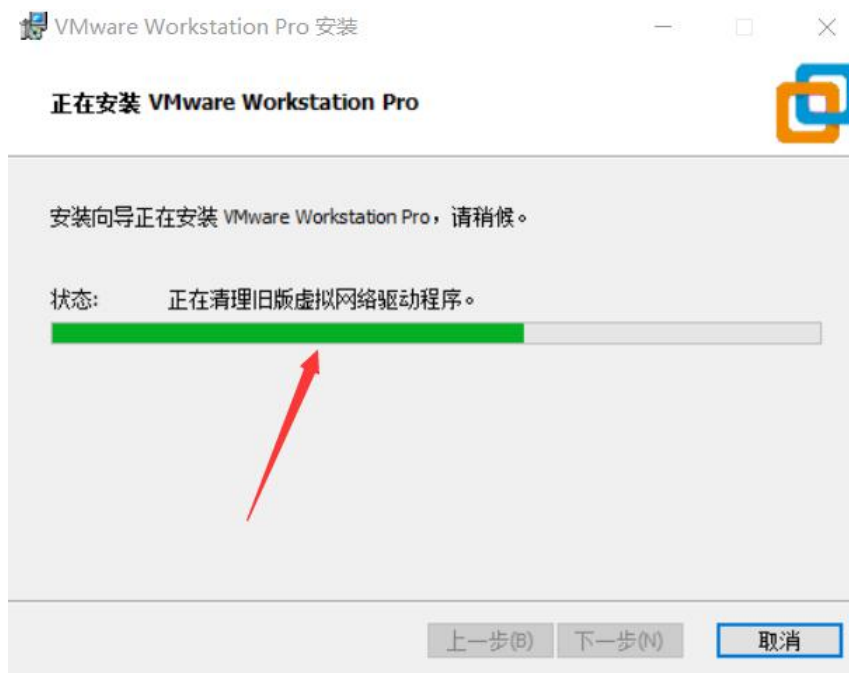 VMware Workstation Pro 安装
正在安装 VMware Workstation Pro
安装向导正在安装 VMware Workstation Pro，请稍候。
状态: 正在清理旧版虚拟网络驱动程序。
上一步(B) 下一步(N) 取消